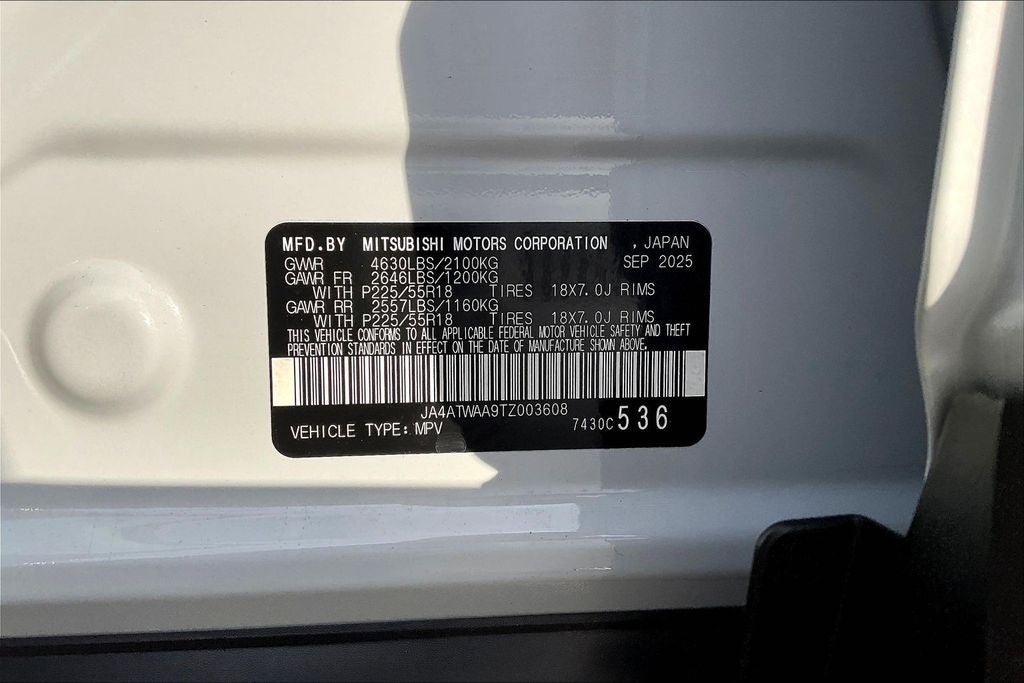 MFD.BY MITSUBISHI MOTORS CORPORATION , JAPAN
GVWR 4630LBS/2100KG SEP 2025
GAWR FR 2646LBS/1200KG
WITH P225/55R18 TIRES 18X7.0J RIMS
GAWR RR 2557LBS/1160KG
WITH P225/55R18 TIRES 18X7.0J RIMS
THIS VEHICLE CONFORMS TO ALL APPLICABLE FEDERAL MOTOR VEHICLE SAFETY AND THEFT
PREVENTION STANDARDS IN EFFECT ON THE DATE OF MANUFACTURE SHOWN ABOVE.
JA4ATWAA9TZ003608
VEHICLE TYPE: MPV 7430C 536